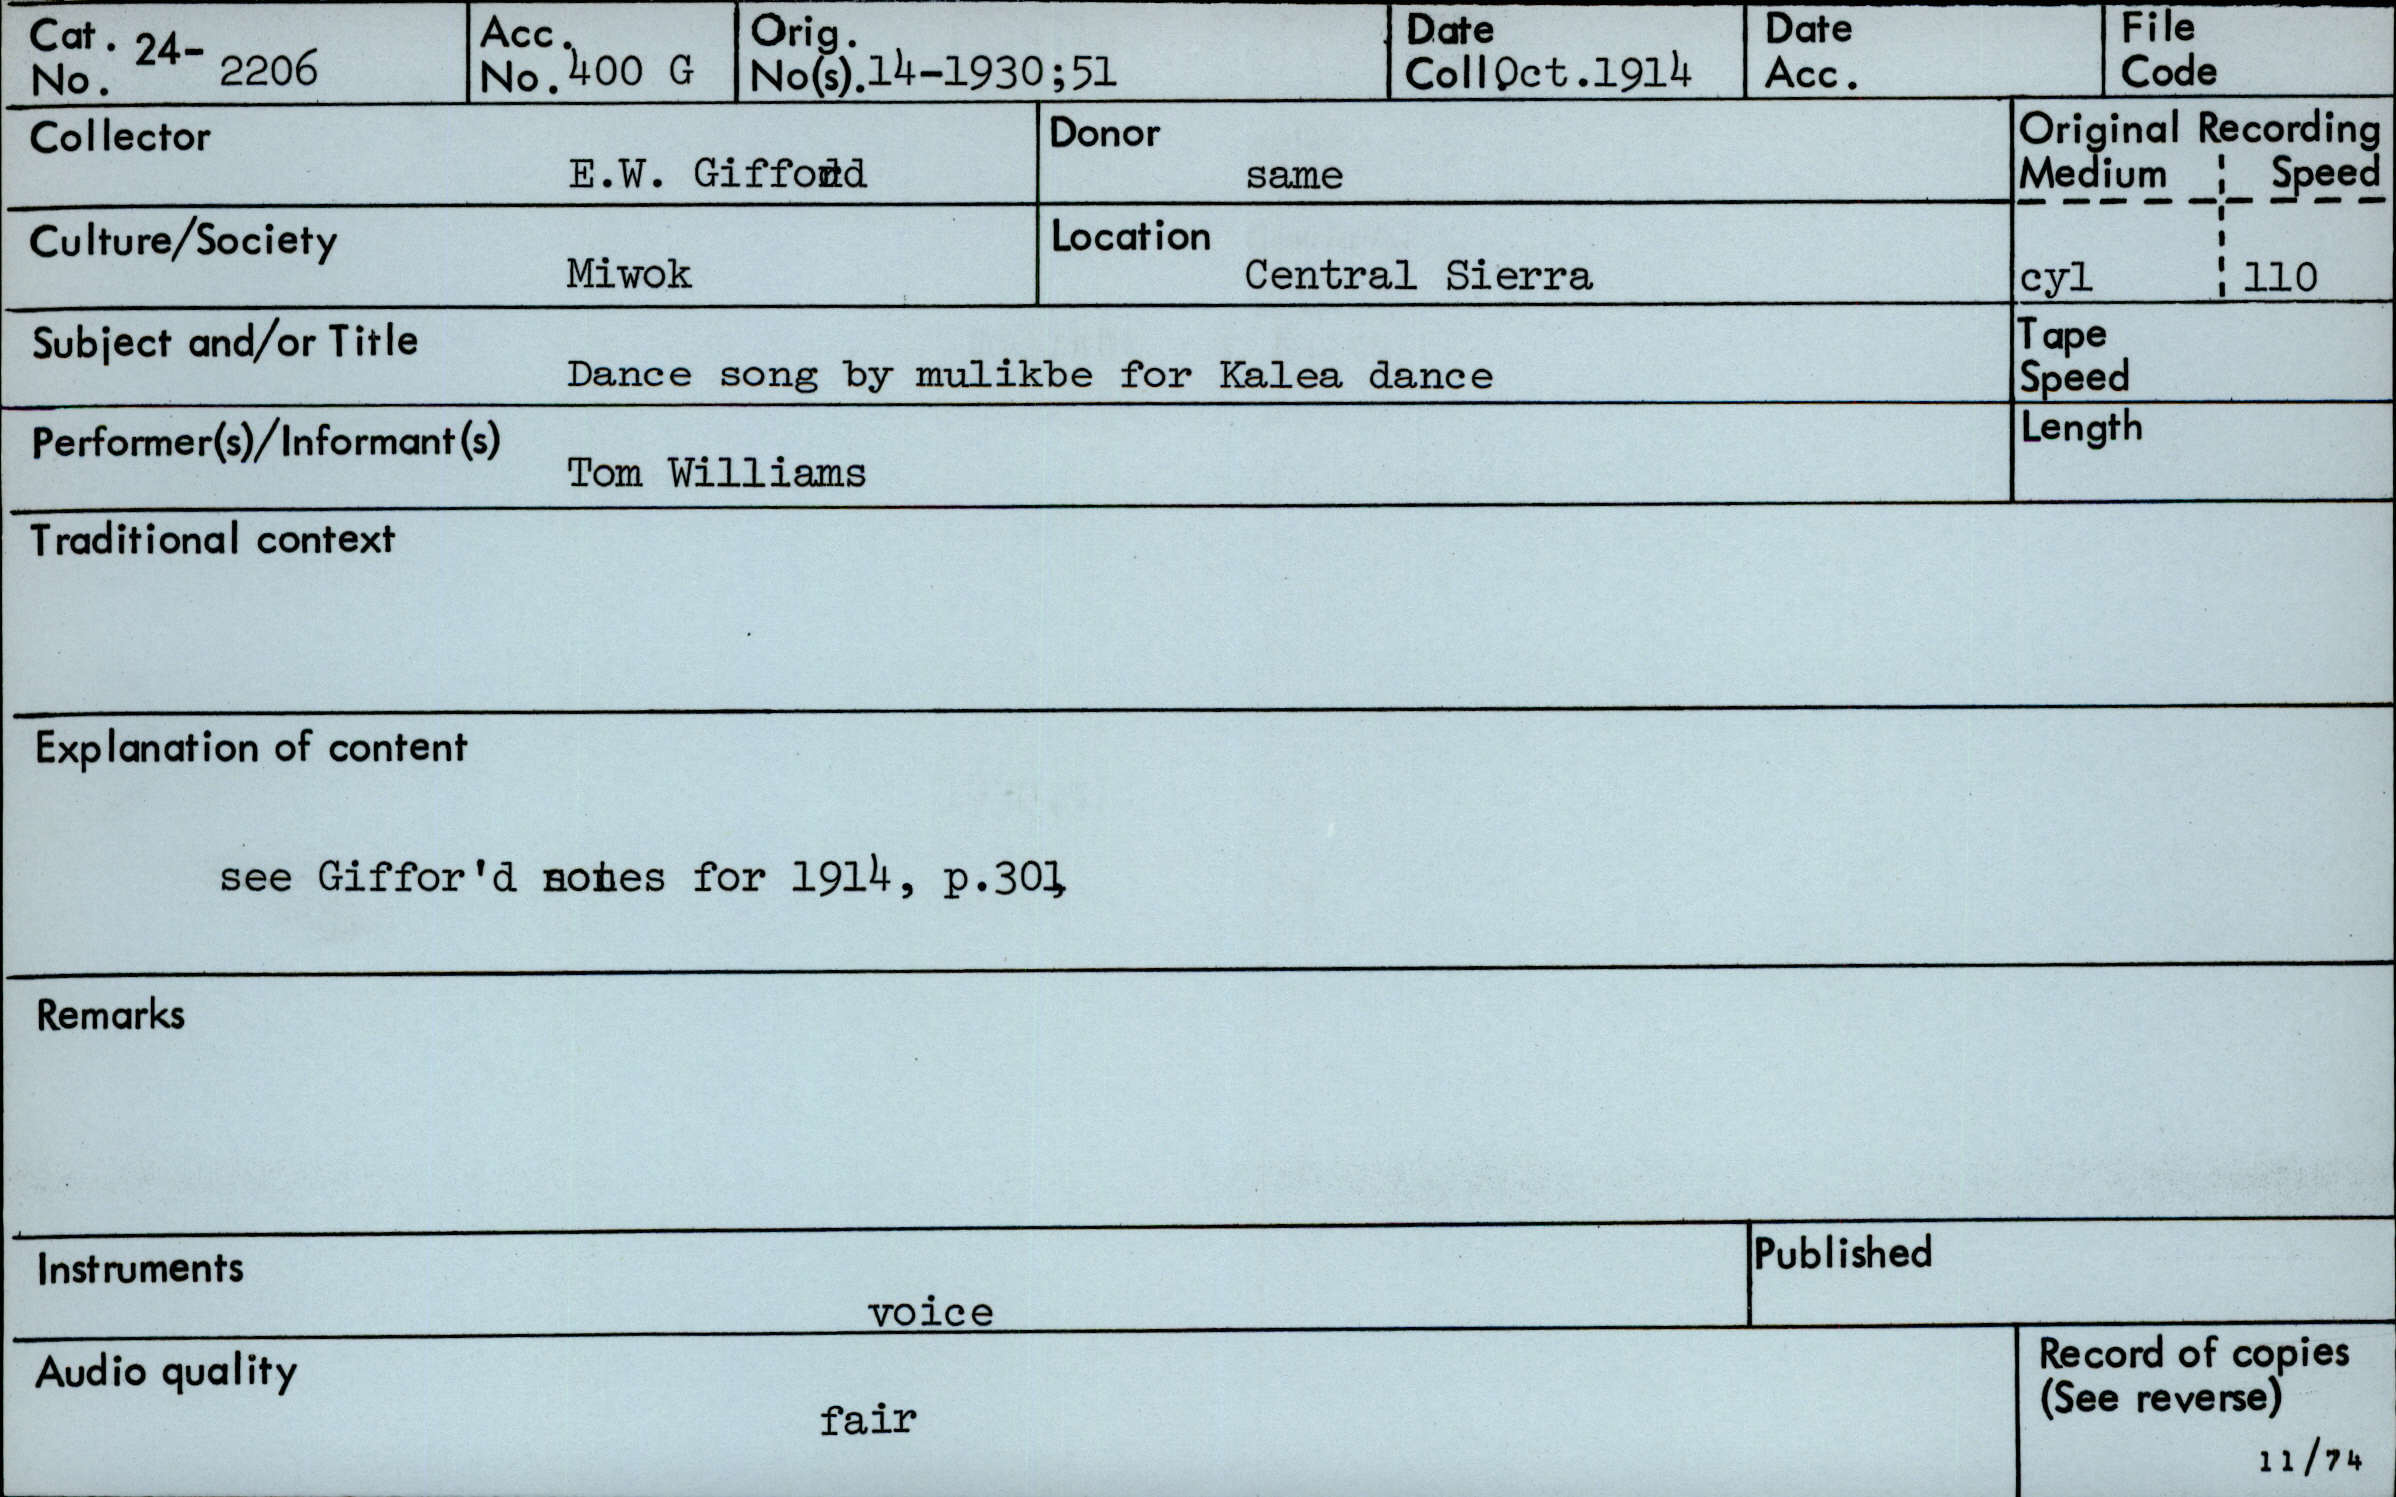 Cat. No. 24- 2206
Acc. No. 400 G
Orig. No(s). 14-1930;51
Date Coll. Oct.1914
Date Acc.
File Code
Collector
E.W. Gifford
Donor
same
Original Recording
Medium Speed
cyl 110
Culture/Society
Miwok
Location
Central Sierra
Subject and/or Title
Dance song by mulikbe for Kalea dance
Tape Speed
Performer(s)/Informant(s)
Tom Williams
Length
Traditional context
Explanation of content
see Giffor'd notes for 1914, p.301
Remarks
Instruments
voice
Published
Audio quality
fair
Record of copies
(See reverse)
11/74